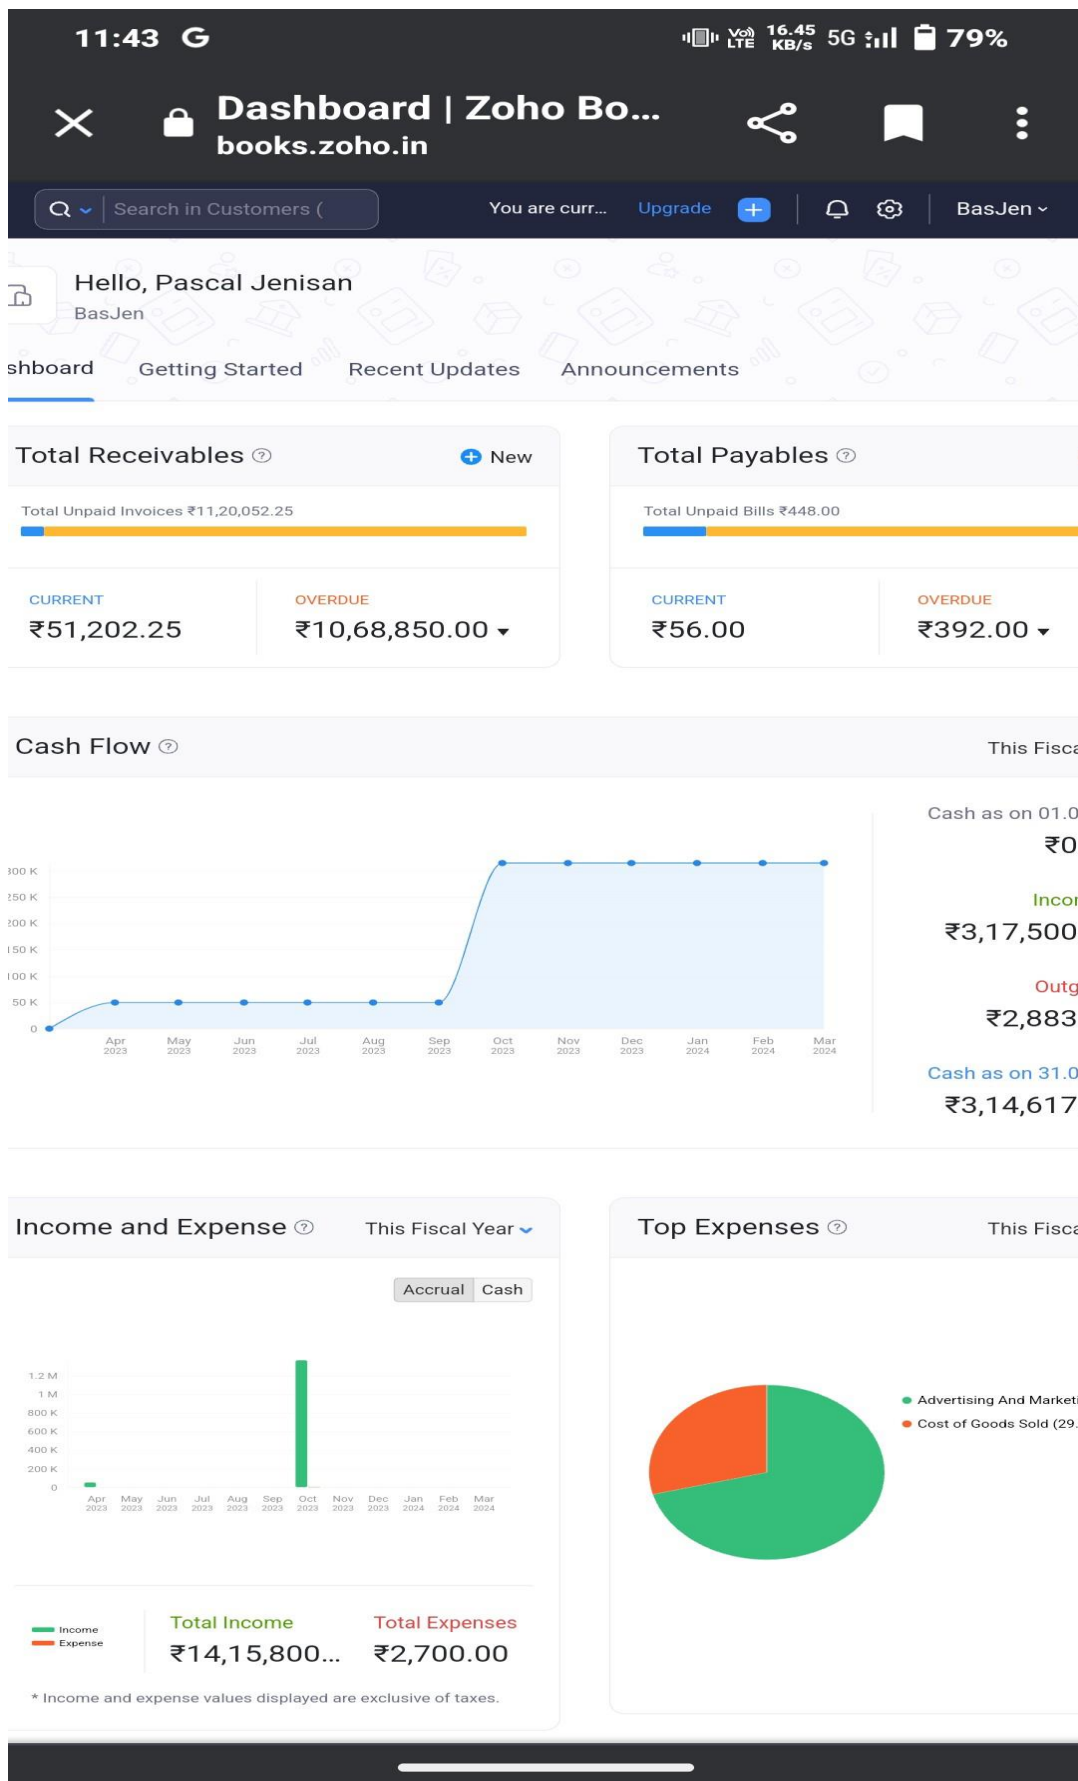 11:43 G
Vo)) LTE 16.45 KB/s 5G 79%
Dashboard | Zoho Bo...
books.zoho.in
Search in Customers (
You are curr... Upgrade BasJen
Hello, Pascal Jenisan
BasJen
shboard Getting Started Recent Updates Announcements
Total Receivables ? New
Total Unpaid Invoices ₹11,20,052.25
CURRENT OVERDUE
₹51,202.25 ₹10,68,850.00
Total Payables ?
Total Unpaid Bills ₹448.00
CURRENT OVERDUE
₹56.00 ₹392.00
Cash Flow ? This Fisca
300 K
250 K
200 K
150 K
100 K
50 K
0
Apr 2023 May 2023 Jun 2023 Jul 2023 Aug 2023 Sep 2023 Oct 2023 Nov 2023 Dec 2023 Jan 2024 Feb 2024 Mar 2024
Cash as on 01.0
₹0
Incor
₹3,17,500
Outg
₹2,883
Cash as on 31.0
₹3,14,617
Income and Expense ? This Fiscal Year
Accrual Cash
1.2 M
1 M
800 K
600 K
400 K
200 K
0
Apr 2023 May 2023 Jun 2023 Jul 2023 Aug 2023 Sep 2023 Oct 2023 Nov 2023 Dec 2023 Jan 2024 Feb 2024 Mar 2024
Income
Expense
Total Income Total Expenses
₹14,15,800... ₹2,700.00
* Income and expense values displayed are exclusive of taxes.
Top Expenses ? This Fisca
Advertising And Marketi
Cost of Goods Sold (29.